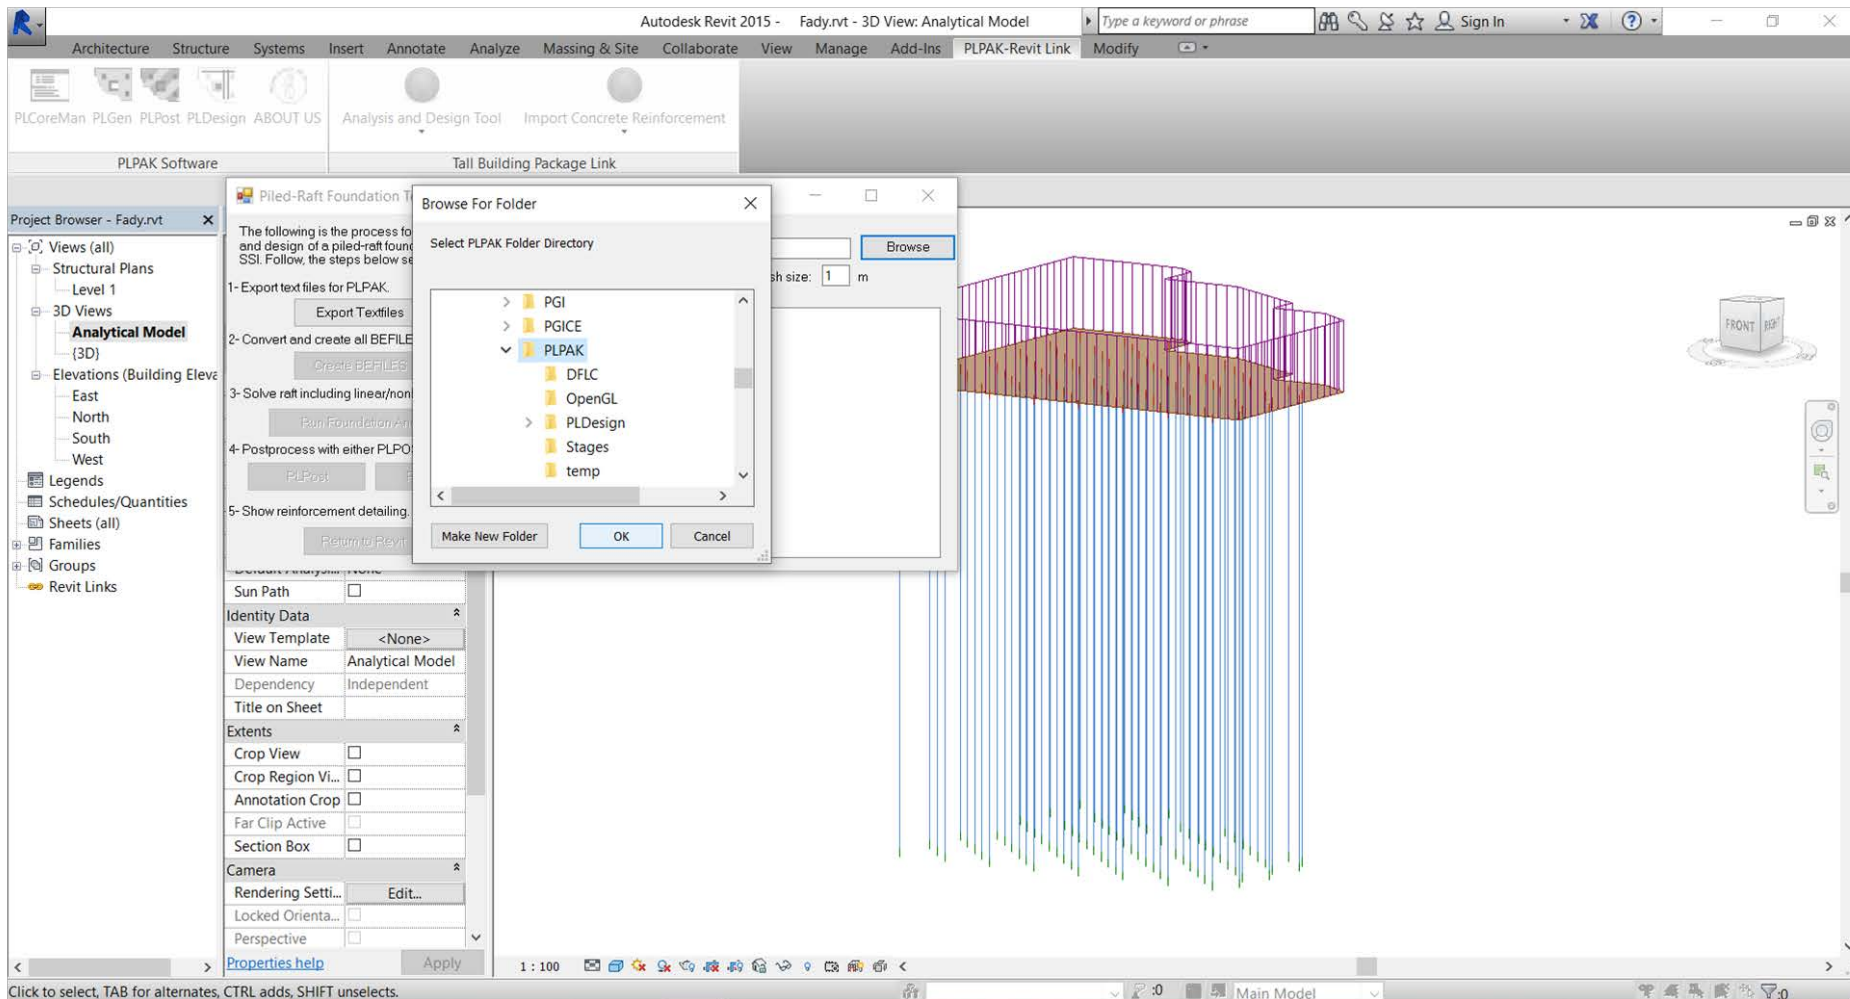 Autodesk Revit 2015 - Fady.rvt - 3D View: Analytical Model
Type a keyword or phrase
Sign In
Architecture Structure Systems Insert Annotate Analyze Massing & Site Collaborate View Manage Add-Ins PLPAK-Revit Link Modify
PLCoreMan PLGen PLPost PLDesign ABOUT US
Analysis and Design Tool
Import Concrete Reinforcement
PLPAK Software
Tall Building Package Link
Project Browser - Fady.rvt
Views (all)
Structural Plans
Level 1
3D Views
Analytical Model
{3D}
Elevations (Building Eleva
East
North
South
West
Legends
Schedules/Quantities
Sheets (all)
Families
Groups
Revit Links
Piled-Raft Foundation T
The following is the process fo
and design of a piled-raft found
SSI. Follow, the steps below se
1- Export text files for PLPAK.
Export Textfiles
2- Convert and create all BEFILE
Create BEFILES
3- Solve raft including linear/non
Run Foundation An
4- Postprocess with either PLPO
PLPost
5- Show reinforcement detailing.
Return to Revit
Browse
sh size: 1 m
Browse For Folder
Select PLPAK Folder Directory
PGI
PGICE
PLPAK
DFLC
OpenGL
PLDesign
Stages
temp
Make New Folder
OK
Cancel
Sun Path
Identity Data
View Template <None>
View Name Analytical Model
Dependency Independent
Title on Sheet
Extents
Crop View
Crop Region Vi...
Annotation Crop
Far Clip Active
Section Box
Camera
Rendering Setti... Edit...
Locked Orienta...
Perspective
Properties help
Apply
FRONT
RIGHT
1 : 100
Click to select, TAB for alternates, CTRL adds, SHIFT unselects.
:0
Main Model
:0